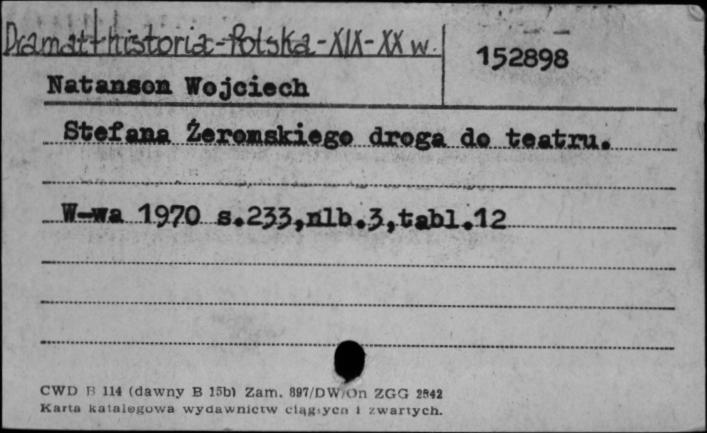 Dramat + historia - Polska - XIX - XX w.
152898
Natanson Wojciech
Stefana Żeromskiego droga do teatru.
W-wa 1970 s.233,nlb.3,tabl.12
CWD B 114 (dawny B 15b) Zam. 897/DW/On ZGG 2842
Karta katalogowa wydawnictw ciągłych i zwartych.